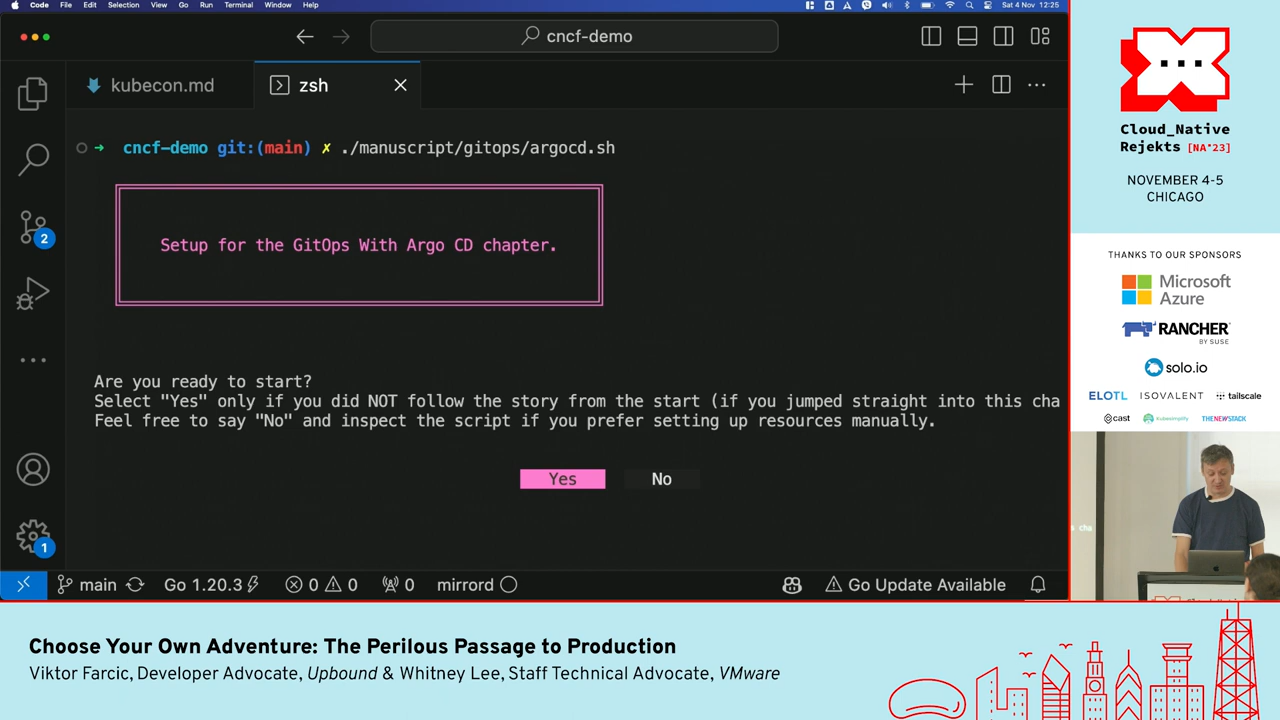 Code File Edit Selection View Go Run Terminal Window Help
Sat 4 Nov 12:25
cncf-demo
kubecon.md
zsh
cncf-demo git:(main) ✗ ./manuscript/gitops/argocd.sh
Setup for the GitOps With Argo CD chapter.
Are you ready to start?
Select "Yes" only if you did NOT follow the story from the start (if you jumped straight into this cha
Feel free to say "No" and inspect the script if you prefer setting up resources manually.
Yes No
2
1
main Go 1.20.3 0 0 0 mirrord Go Update Available
Cloud_Native
Rejekts [NA'23]
NOVEMBER 4-5
CHICAGO
THANKS TO OUR SPONSORS
Microsoft
Azure
RANCHER
BY SUSE
solo.io
ELOTL ISOVALENT tailscale
cast Kubesimplify THENEWSTACK
s cha
Choose Your Own Adventure: The Perilous Passage to Production
Viktor Farcic, Developer Advocate, Upbound & Whitney Lee, Staff Technical Advocate, VMware